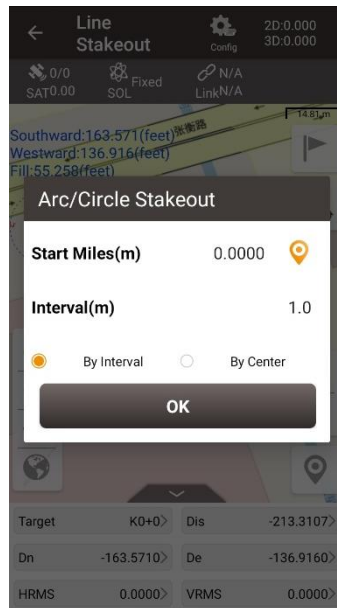 Line
Stakeout
Config
2D:0.000
3D:0.000
0/0
SAT0.00
Fixed
SOL
N/A
LinkN/A
14.81m
张衡路
Southward:163.571(feet)
Westward:136.916(feet)
Fill:55.258(feet)
Arc/Circle Stakeout
Start Miles(m) 0.0000
Interval(m) 1.0
By Interval By Center
OK
Target K0+0> Dis -213.3107>
Dn -163.5710> De -136.9160>
HRMS 0.0000> VRMS 0.0000>